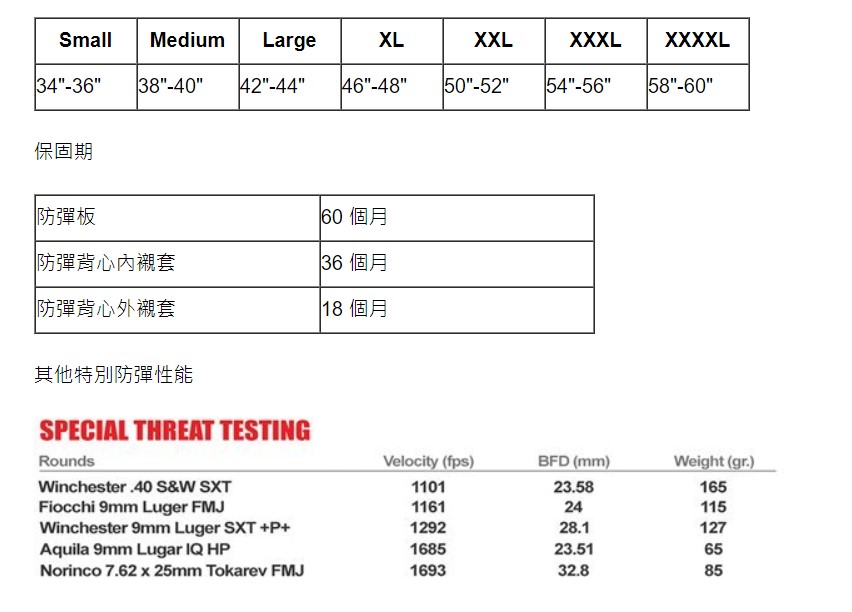 Small Medium Large XL XXL XXXL XXXXL
34"-36" 38"-40" 42"-44" 46"-48" 50"-52" 54"-56" 58"-60"
保固期
防彈板 60 個月
防彈背心內襯套 36 個月
防彈背心外襯套 18 個月
其他特別防彈性能
SPECIAL THREAT TESTING
Rounds Velocity (fps) BFD (mm) Weight (gr.)
Winchester .40 S&W SXT 1101 23.58 165
Fiocchi 9mm Luger FMJ 1161 24 115
Winchester 9mm Luger SXT +P+ 1292 28.1 127
Aquila 9mm Lugar IQ HP 1685 23.51 65
Norinco 7.62 x 25mm Tokarev FMJ 1693 32.8 85